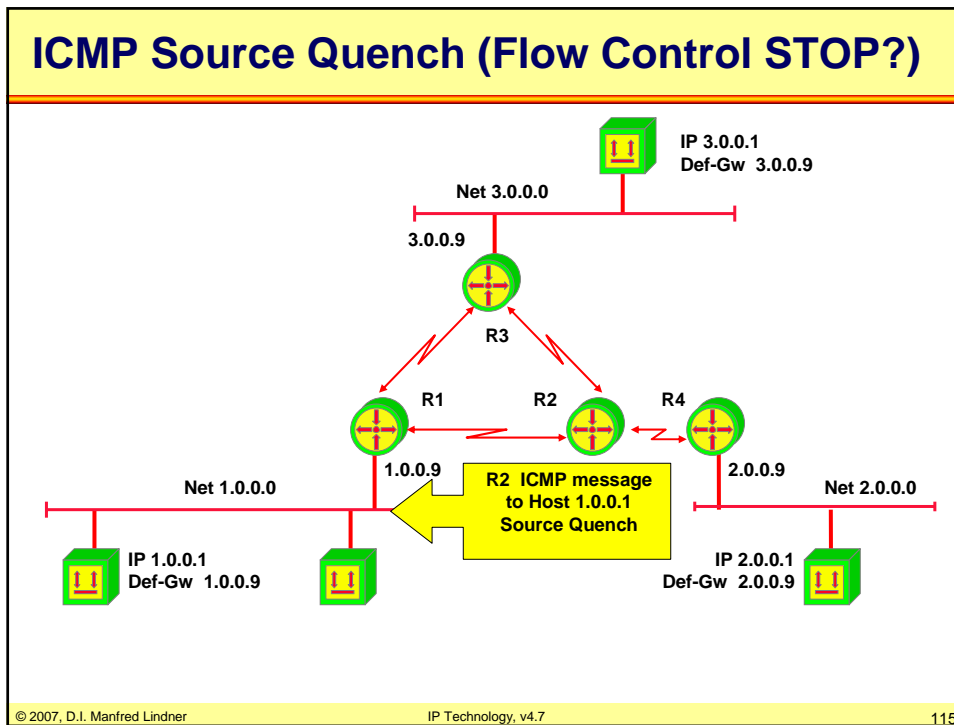 ICMP Source Quench (Flow Control STOP?)
IP 3.0.0.1
Def-Gw 3.0.0.9
Net 3.0.0.0
3.0.0.9
R3
R1
R2
R4
1.0.0.9
2.0.0.9
Net 1.0.0.0
R2 ICMP message
to Host 1.0.0.1
Source Quench
Net 2.0.0.0
IP 1.0.0.1
Def-Gw 1.0.0.9
IP 2.0.0.1
Def-Gw 2.0.0.9
© 2007, D.I. Manfred Lindner
IP Technology, v4.7
115